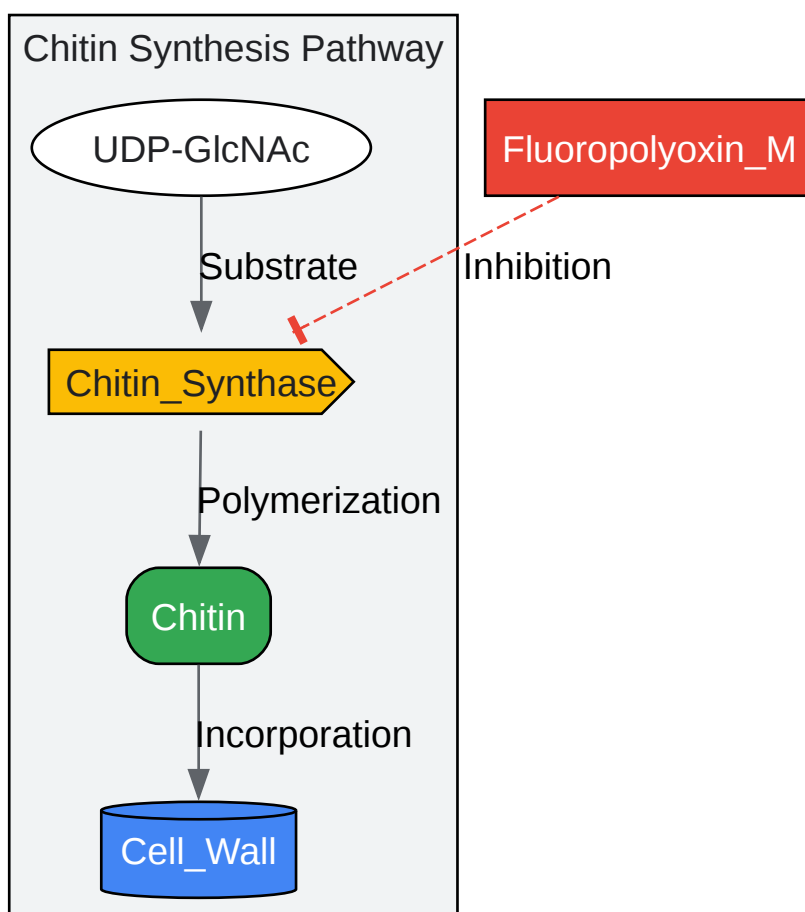 Chitin Synthesis Pathway
UDP-GlcNAc
Fluoropolyoxin_M
Substrate
Inhibition
Chitin_Synthase
Polymerization
Chitin
Incorporation
Cell_Wall